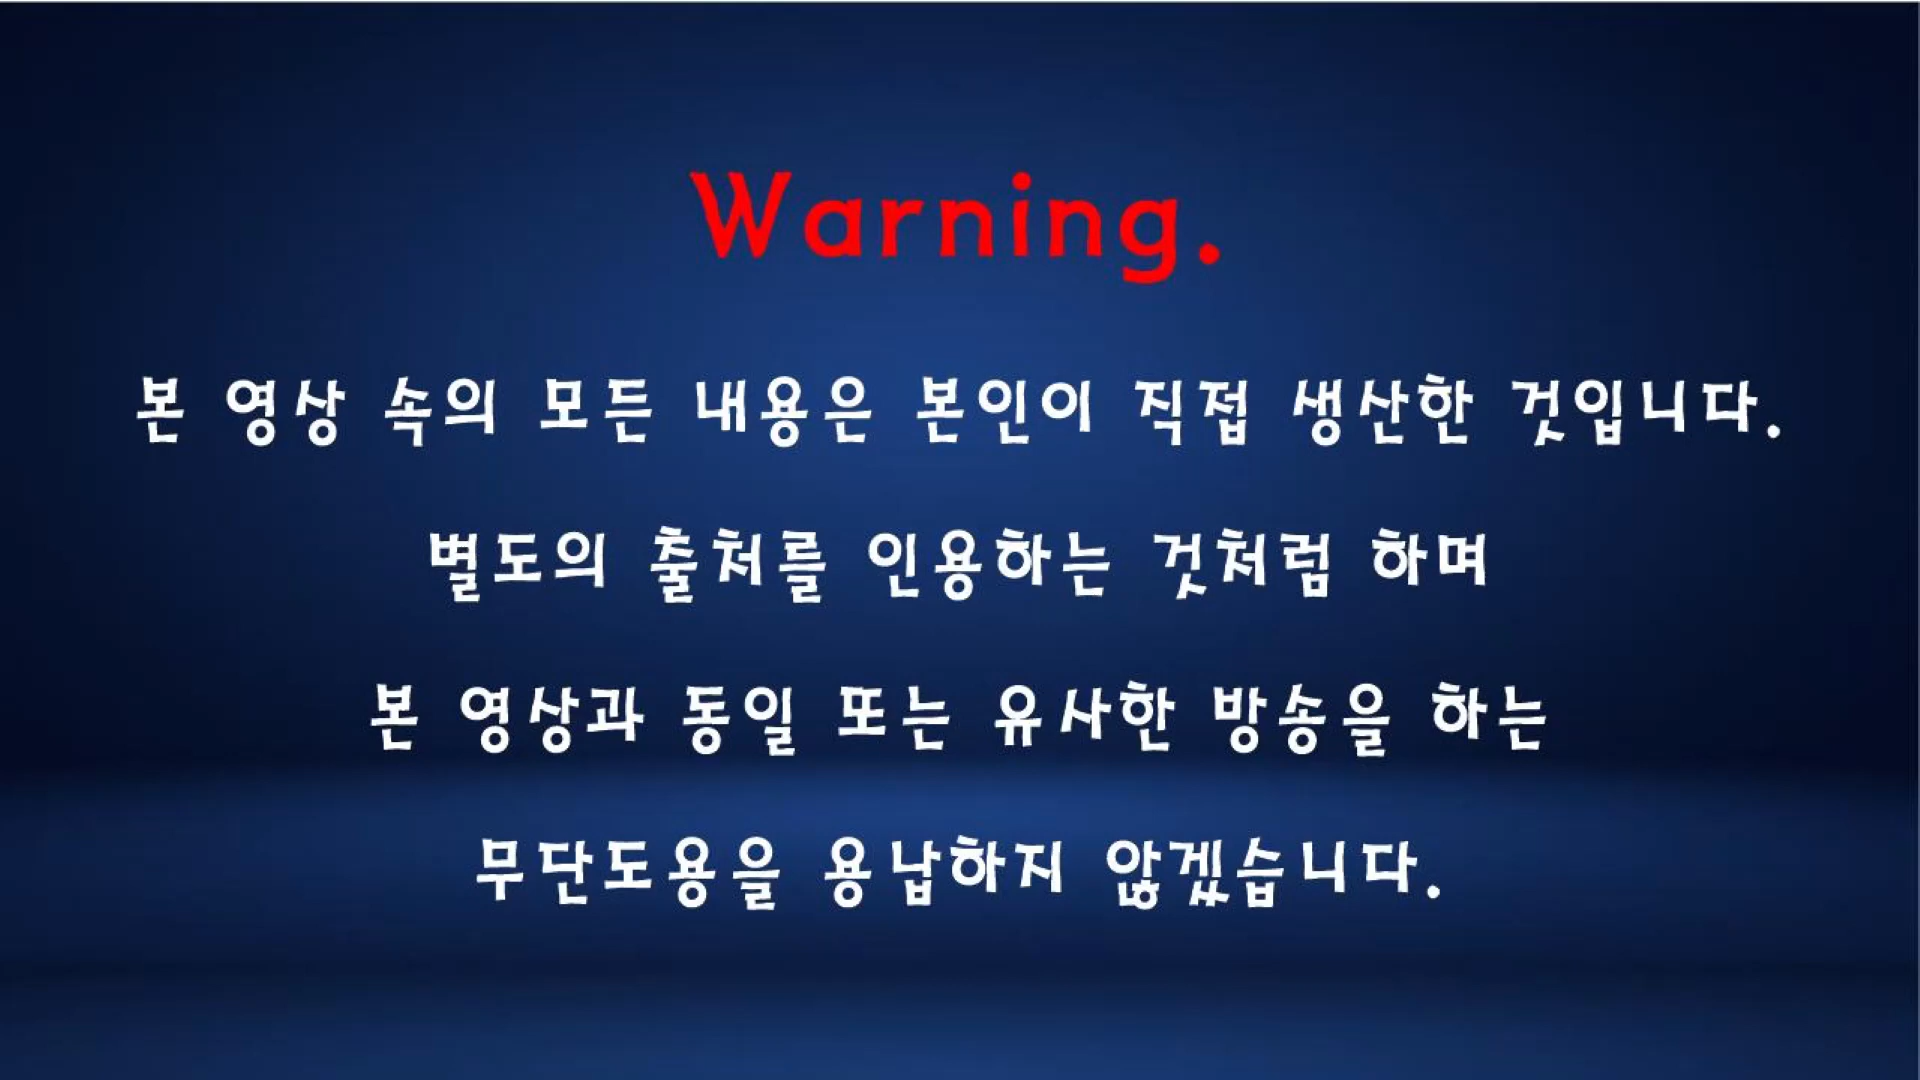 Warning.
본 영상 속의 모든 내용은 본인이 직접 생산한 것입니다.
별도의 출처를 인용하는 것처럼 하며
본 영상과 동일 또는 유사한 방송을 하는
무단도용을 용납하지 않겠습니다.